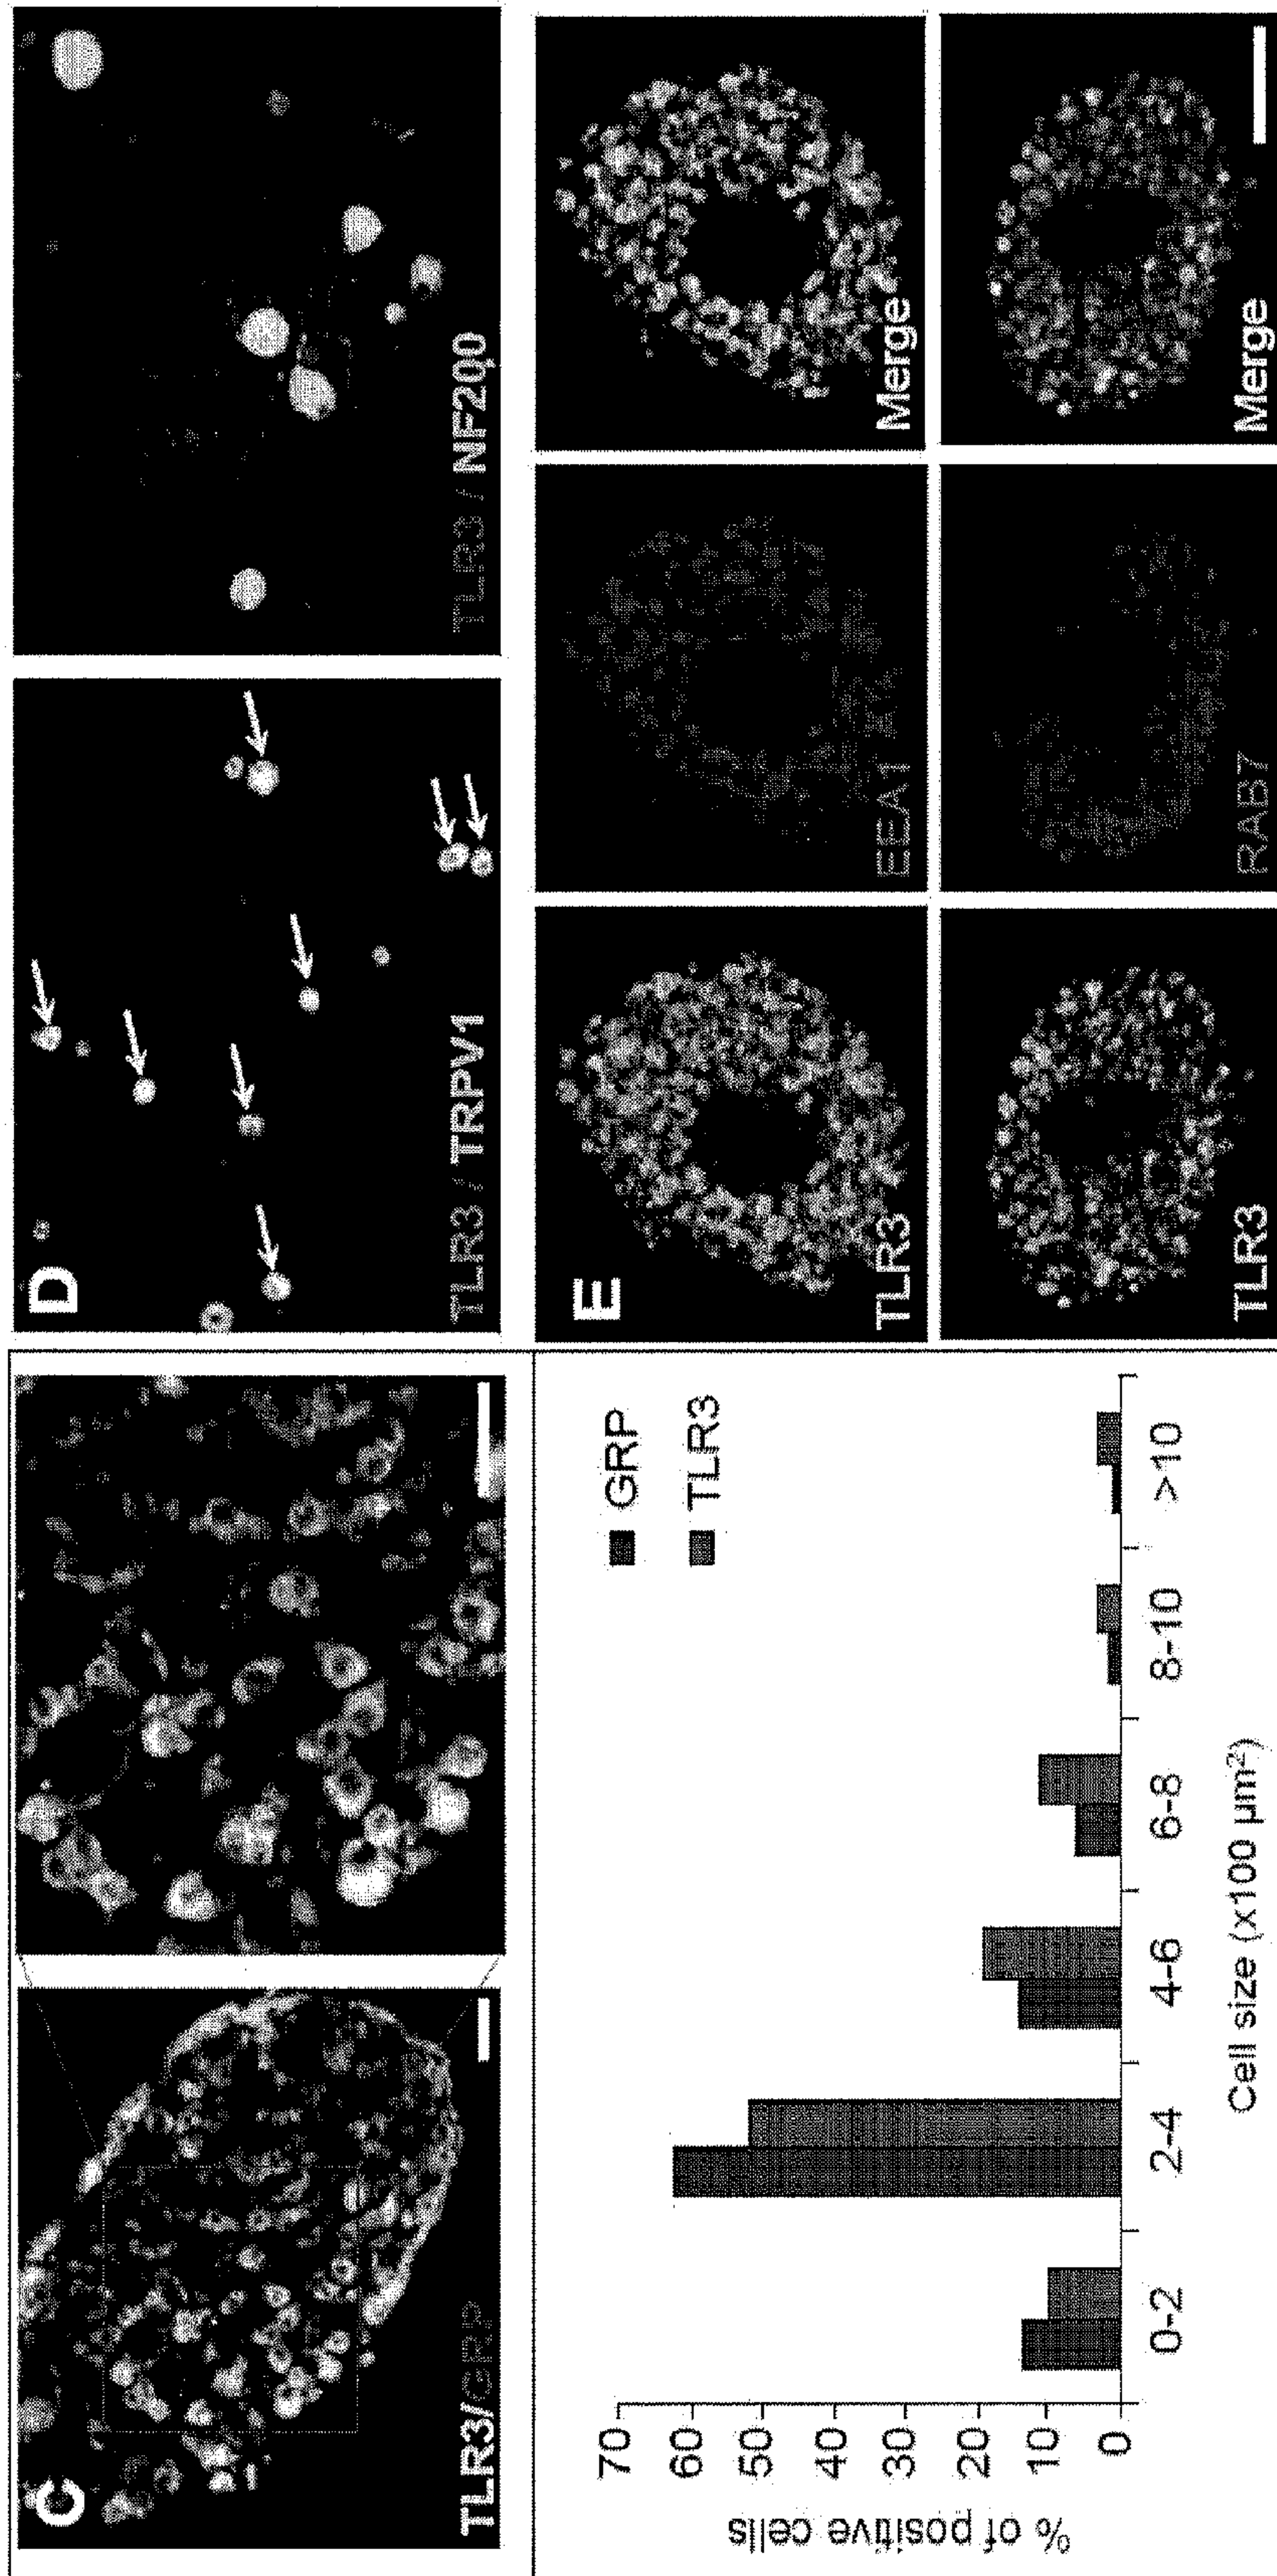 C
TLR3/GRP
% of positive cells
70
60
50
40
30
20
10
0
0-2
2-4
4-6
6-8
8-10
>10
Cell size (x100 µm²)
GRP
TLR3
D
TLR3 / TRPV1
TLR3 / NF200
E
TLR3
EEA1
Merge
TLR3
RAB7
Merge